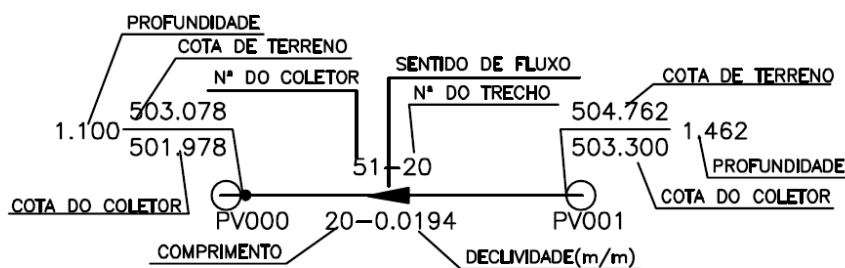 PROFUNDIDADE
COTA DE TERRENO
Nª DO COLETOR
SENTIDO DE FLUXO
Nª DO TRECHO
COTA DE TERRENO
503.078
1.100
501.978
504.762
1.462
503.300
51-20
PROFUNDIDADE
COTA DO COLETOR
COTA DO COLETOR
PV000
20-0.0194
PV001
COMPRIMENTO
DECLIVIDADE(m/m)